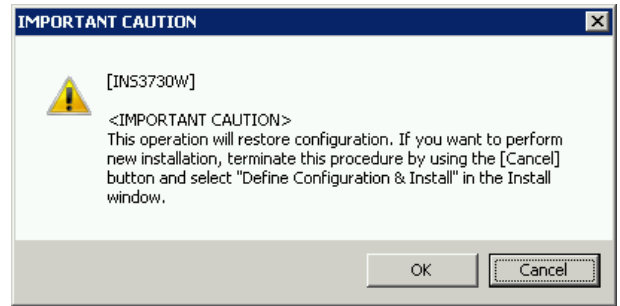 IMPORTANT CAUTION
[INS3730W]
<IMPORTANT CAUTION>
This operation will restore configuration. If you want to perform
new installation, terminate this procedure by using the [Cancel]
button and select "Define Configuration & Install" in the Install
window.
OK
Cancel